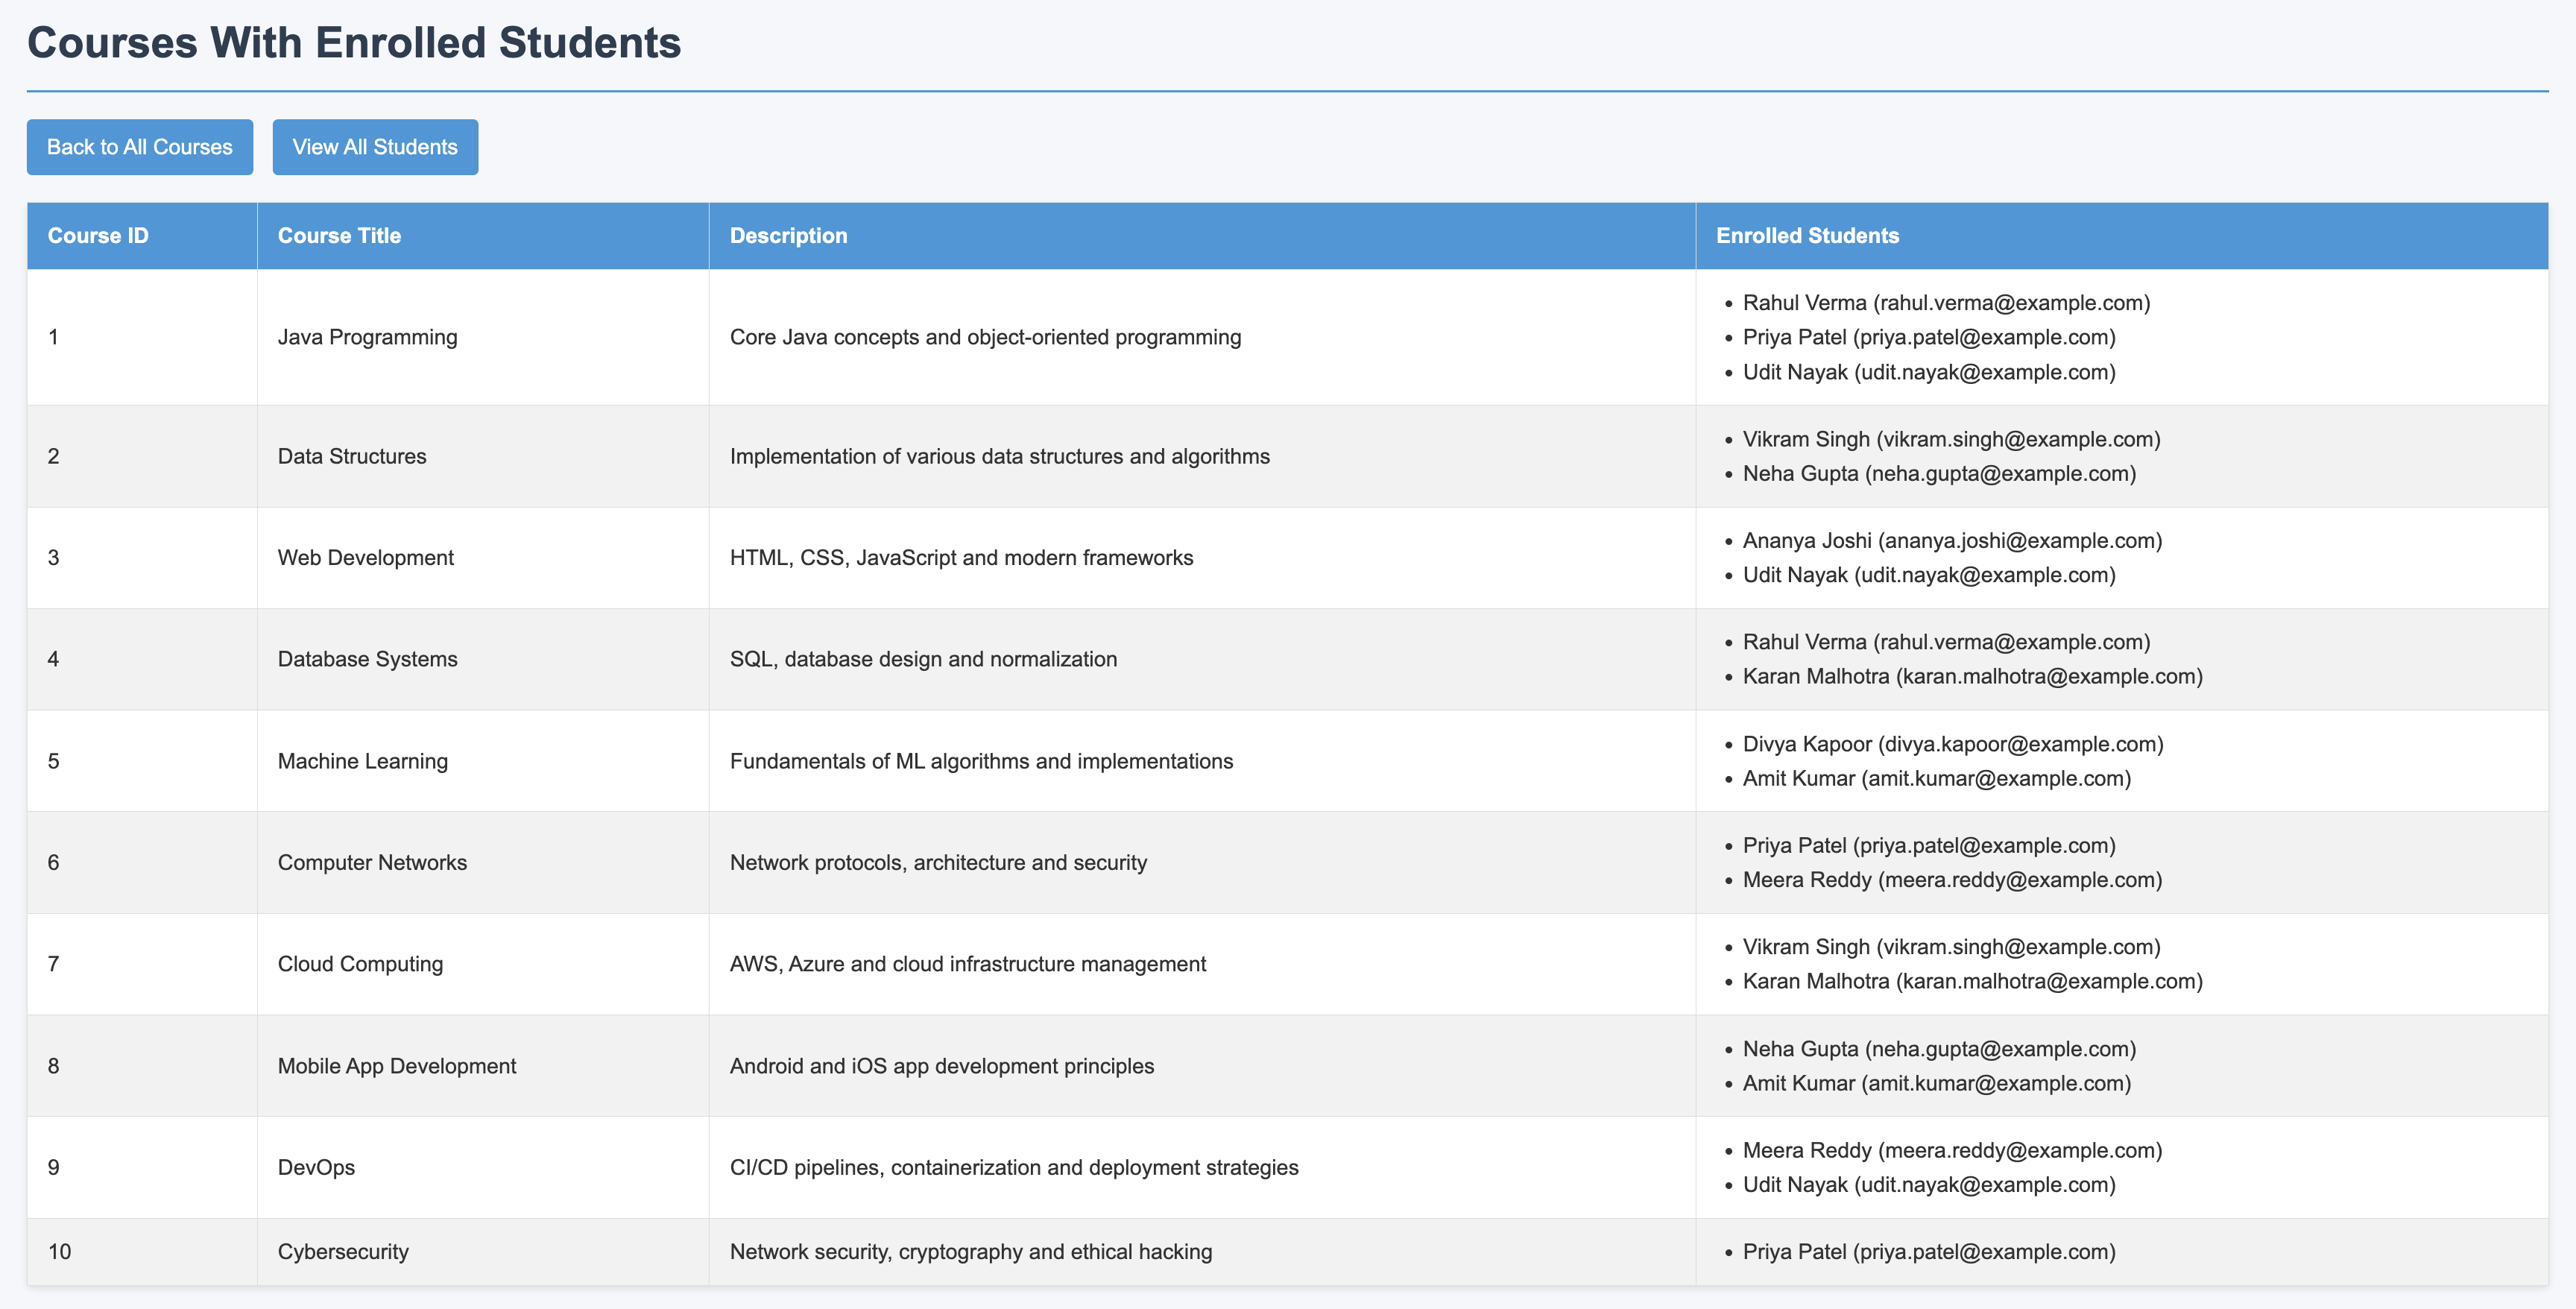 Courses With Enrolled Students
Back to All Courses View All Students
Course ID Course Title Description Enrolled Students
1 Java Programming Core Java concepts and object-oriented programming
• Rahul Verma (rahul.verma@example.com)
• Priya Patel (priya.patel@example.com)
• Udit Nayak (udit.nayak@example.com)
2 Data Structures Implementation of various data structures and algorithms
• Vikram Singh (vikram.singh@example.com)
• Neha Gupta (neha.gupta@example.com)
3 Web Development HTML, CSS, JavaScript and modern frameworks
• Ananya Joshi (ananya.joshi@example.com)
• Udit Nayak (udit.nayak@example.com)
4 Database Systems SQL, database design and normalization
• Rahul Verma (rahul.verma@example.com)
• Karan Malhotra (karan.malhotra@example.com)
5 Machine Learning Fundamentals of ML algorithms and implementations
• Divya Kapoor (divya.kapoor@example.com)
• Amit Kumar (amit.kumar@example.com)
6 Computer Networks Network protocols, architecture and security
• Priya Patel (priya.patel@example.com)
• Meera Reddy (meera.reddy@example.com)
7 Cloud Computing AWS, Azure and cloud infrastructure management
• Vikram Singh (vikram.singh@example.com)
• Karan Malhotra (karan.malhotra@example.com)
8 Mobile App Development Android and iOS app development principles
• Neha Gupta (neha.gupta@example.com)
• Amit Kumar (amit.kumar@example.com)
9 DevOps CI/CD pipelines, containerization and deployment strategies
• Meera Reddy (meera.reddy@example.com)
• Udit Nayak (udit.nayak@example.com)
10 Cybersecurity Network security, cryptography and ethical hacking
• Priya Patel (priya.patel@example.com)